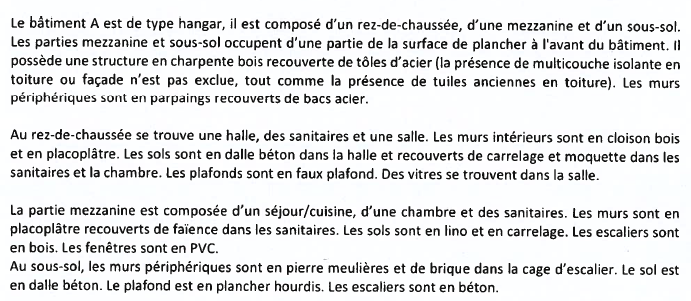 Le bâtiment A est de type hangar, il est composé d'un rez-de-chaussée, d'une mezzanine et d'un sous-sol.
Les parties mezzanine et sous-sol occupent d'une partie de la surface de plancher à l'avant du bâtiment. Il
possède une structure en charpente bois recouverte de tôles d'acier (la présence de multicouche isolante en
toiture ou façade n'est pas exclue, tout comme la présence de tuiles anciennes en toiture). Les murs
périphériques sont en parpaings recouverts de bacs acier.
Au rez-de-chaussée se trouve une halle, des sanitaires et une salle. Les murs intérieurs sont en cloison bois
et en placoplâtre. Les sols sont en dalle béton dans la halle et recouverts de carrelage et moquette dans les
sanitaires et la chambre. Les plafonds sont en faux plafond. Des vitres se trouvent dans la salle.
La partie mezzanine est composée d'un séjour/cuisine, d'une chambre et des sanitaires. Les murs sont en
placoplâtre recouverts de faïence dans les sanitaires. Les sols sont en lino et en carrelage. Les escaliers sont
en bois. Les fenêtres sont en PVC.
Au sous-sol, les murs périphériques sont en pierre meulières et de brique dans la cage d'escalier. Le sol est
en dalle béton. Le plafond est en plancher hourdis. Les escaliers sont en béton.